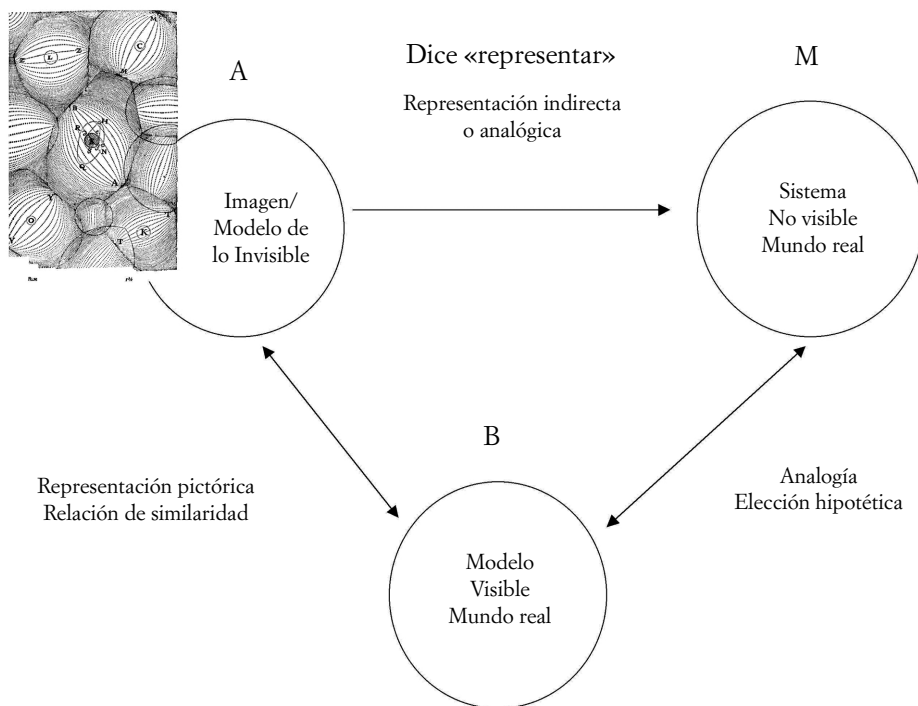 A
Dice «representar»
M
Representación indirecta
o analógica
E
Z
L
M
C
M
B
H
R
S
N
Q
A
Y
O
Y
T
T
K
Imagen/
Modelo de
lo Invisible
Sistema
No visible
Mundo real
B
Representación pictórica
Relación de similaridad
Analogía
Elección hipotética
Modelo
Visible
Mundo real